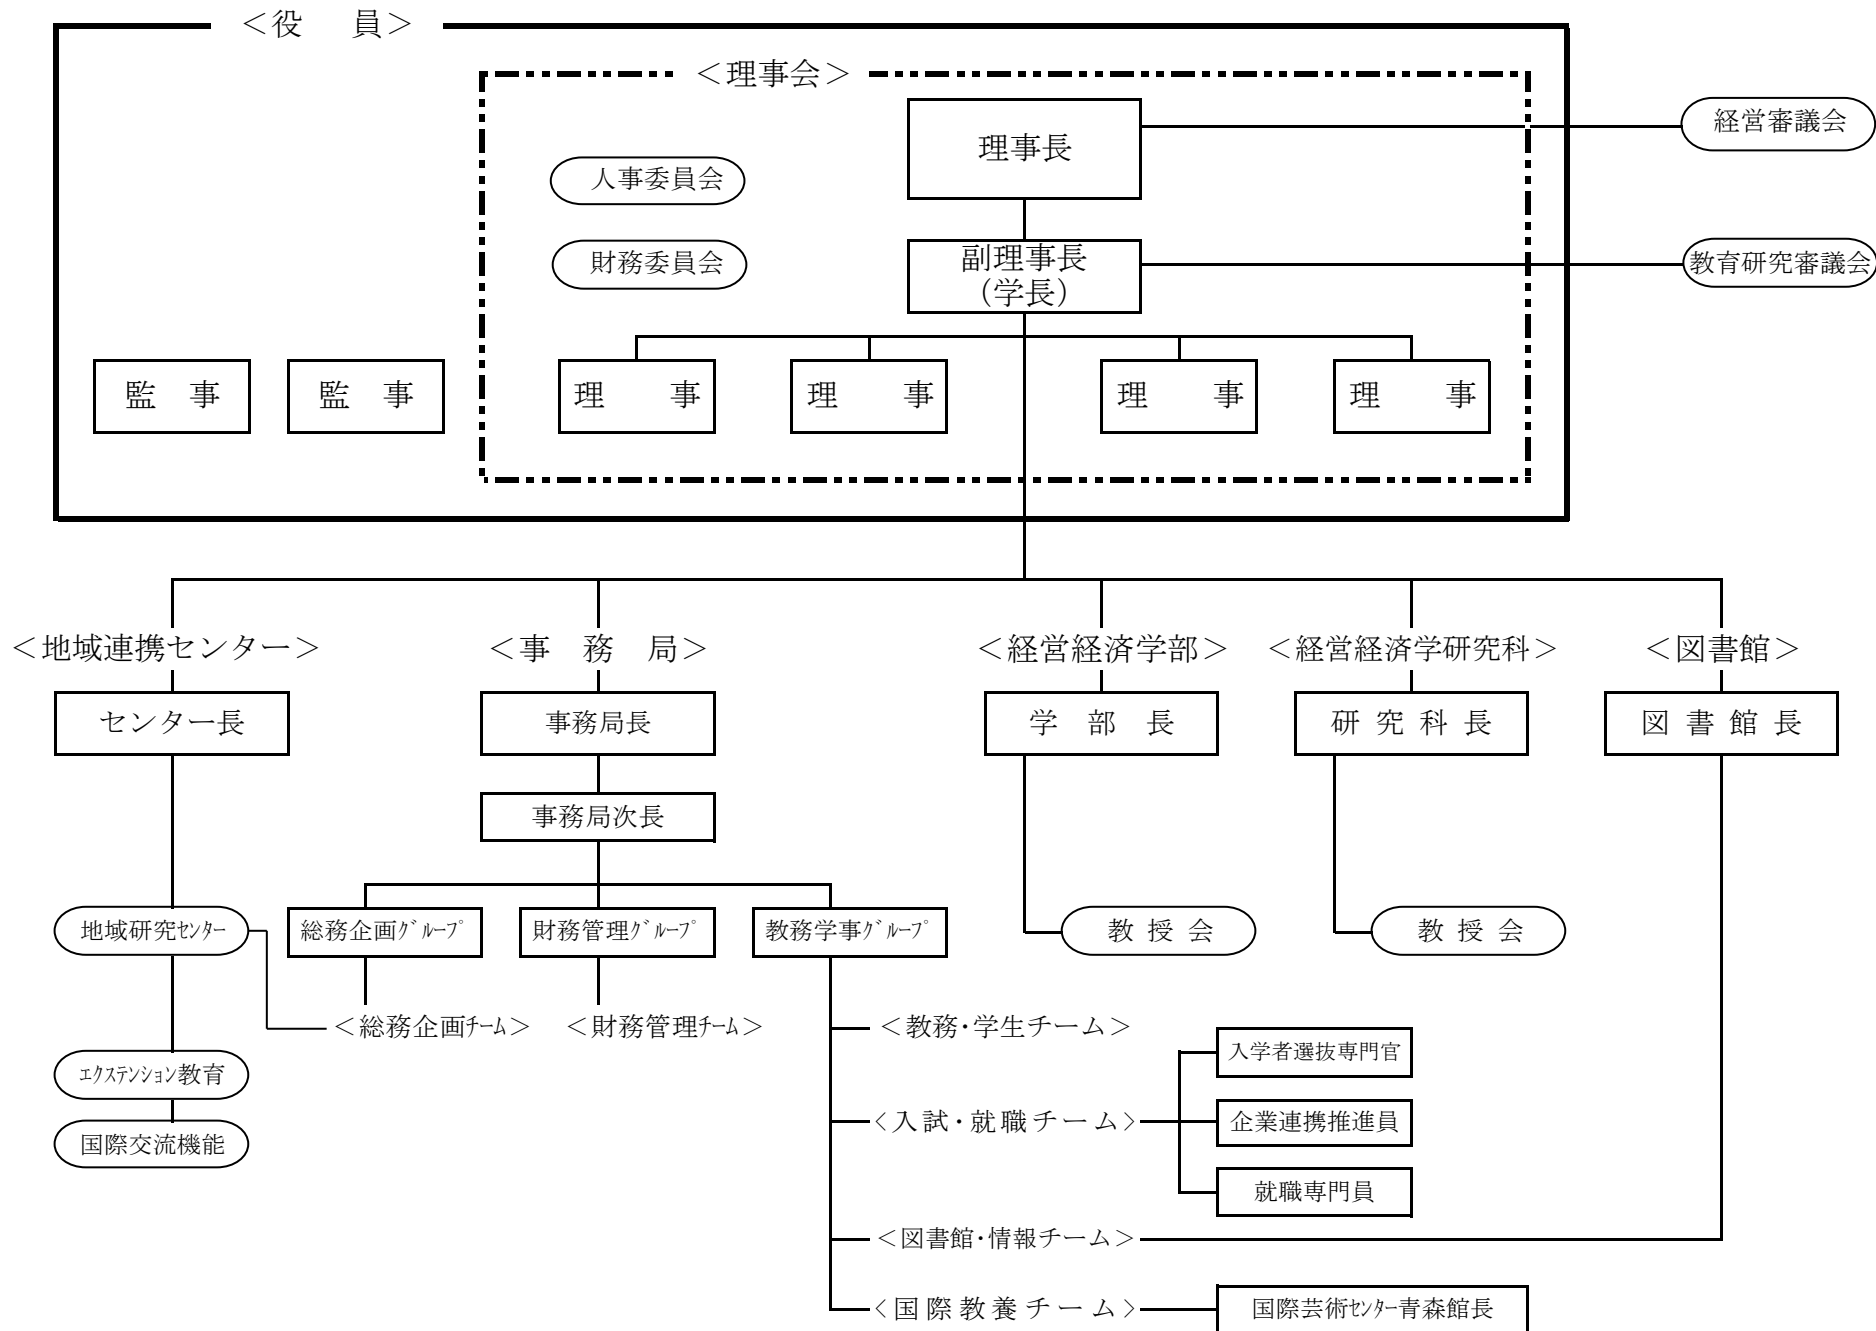 ＜役　員＞
＜理事会＞
理事長
経営審議会
人事委員会
副理事長
（学長）
財務委員会
教育研究審議会
監　事
監　事
理　事
理　事
理　事
理　事
＜地域連携センター＞
＜事　務　局＞
＜経営経済学部＞
＜経営経済学研究科＞
＜図書館＞
センター長
事務局長
学　部　長
研 究 科 長
図 書 館 長
事務局次長
地域研究ｾﾝﾀｰ
総務企画ｸﾞﾙｰﾌﾟ
財務管理ｸﾞﾙｰﾌﾟ
教務学事ｸﾞﾙｰﾌﾟ
教 授 会
教 授 会
＜総務企画ﾁｰﾑ＞
＜財務管理ﾁｰﾑ＞
＜教務・学生チーム＞
入学者選抜専門官
ｴｸｽﾃﾝｼｮﾝ教育
＜入試・就職チーム＞
企業連携推進員
国際交流機能
就職専門員
＜図書館・情報チーム＞
＜国際教養チーム＞
国際芸術ｾﾝﾀｰ青森館長